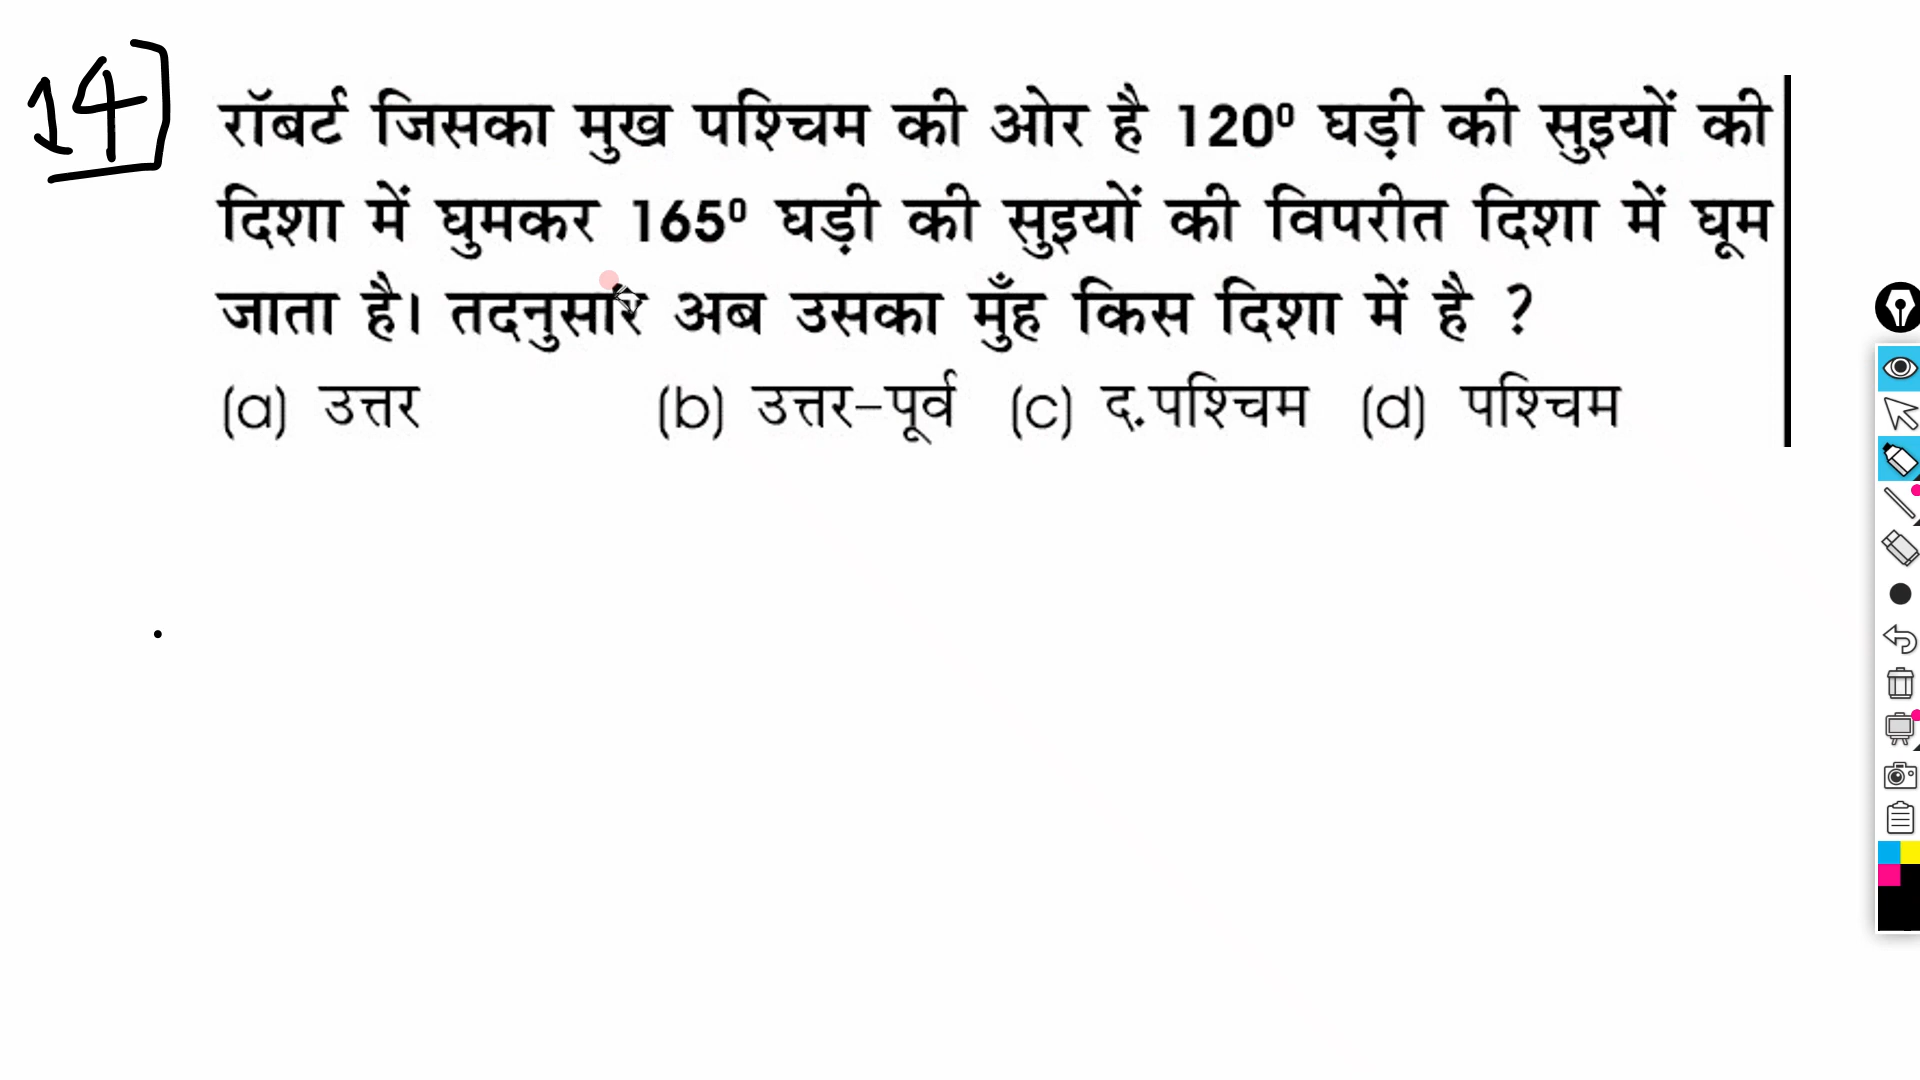 14
रॉबर्ट जिसका मुख पश्चिम की ओर है 120⁰ घड़ी की सुइयों की
दिशा में घुमकर 165⁰ घड़ी की सुइयों की विपरीत दिशा में घूम
जाता है। तदनुसार अब उसका मुँह किस दिशा में है ?
(a) उत्तर (b) उत्तर-पूर्व (c) द.पश्चिम (d) पश्चिम